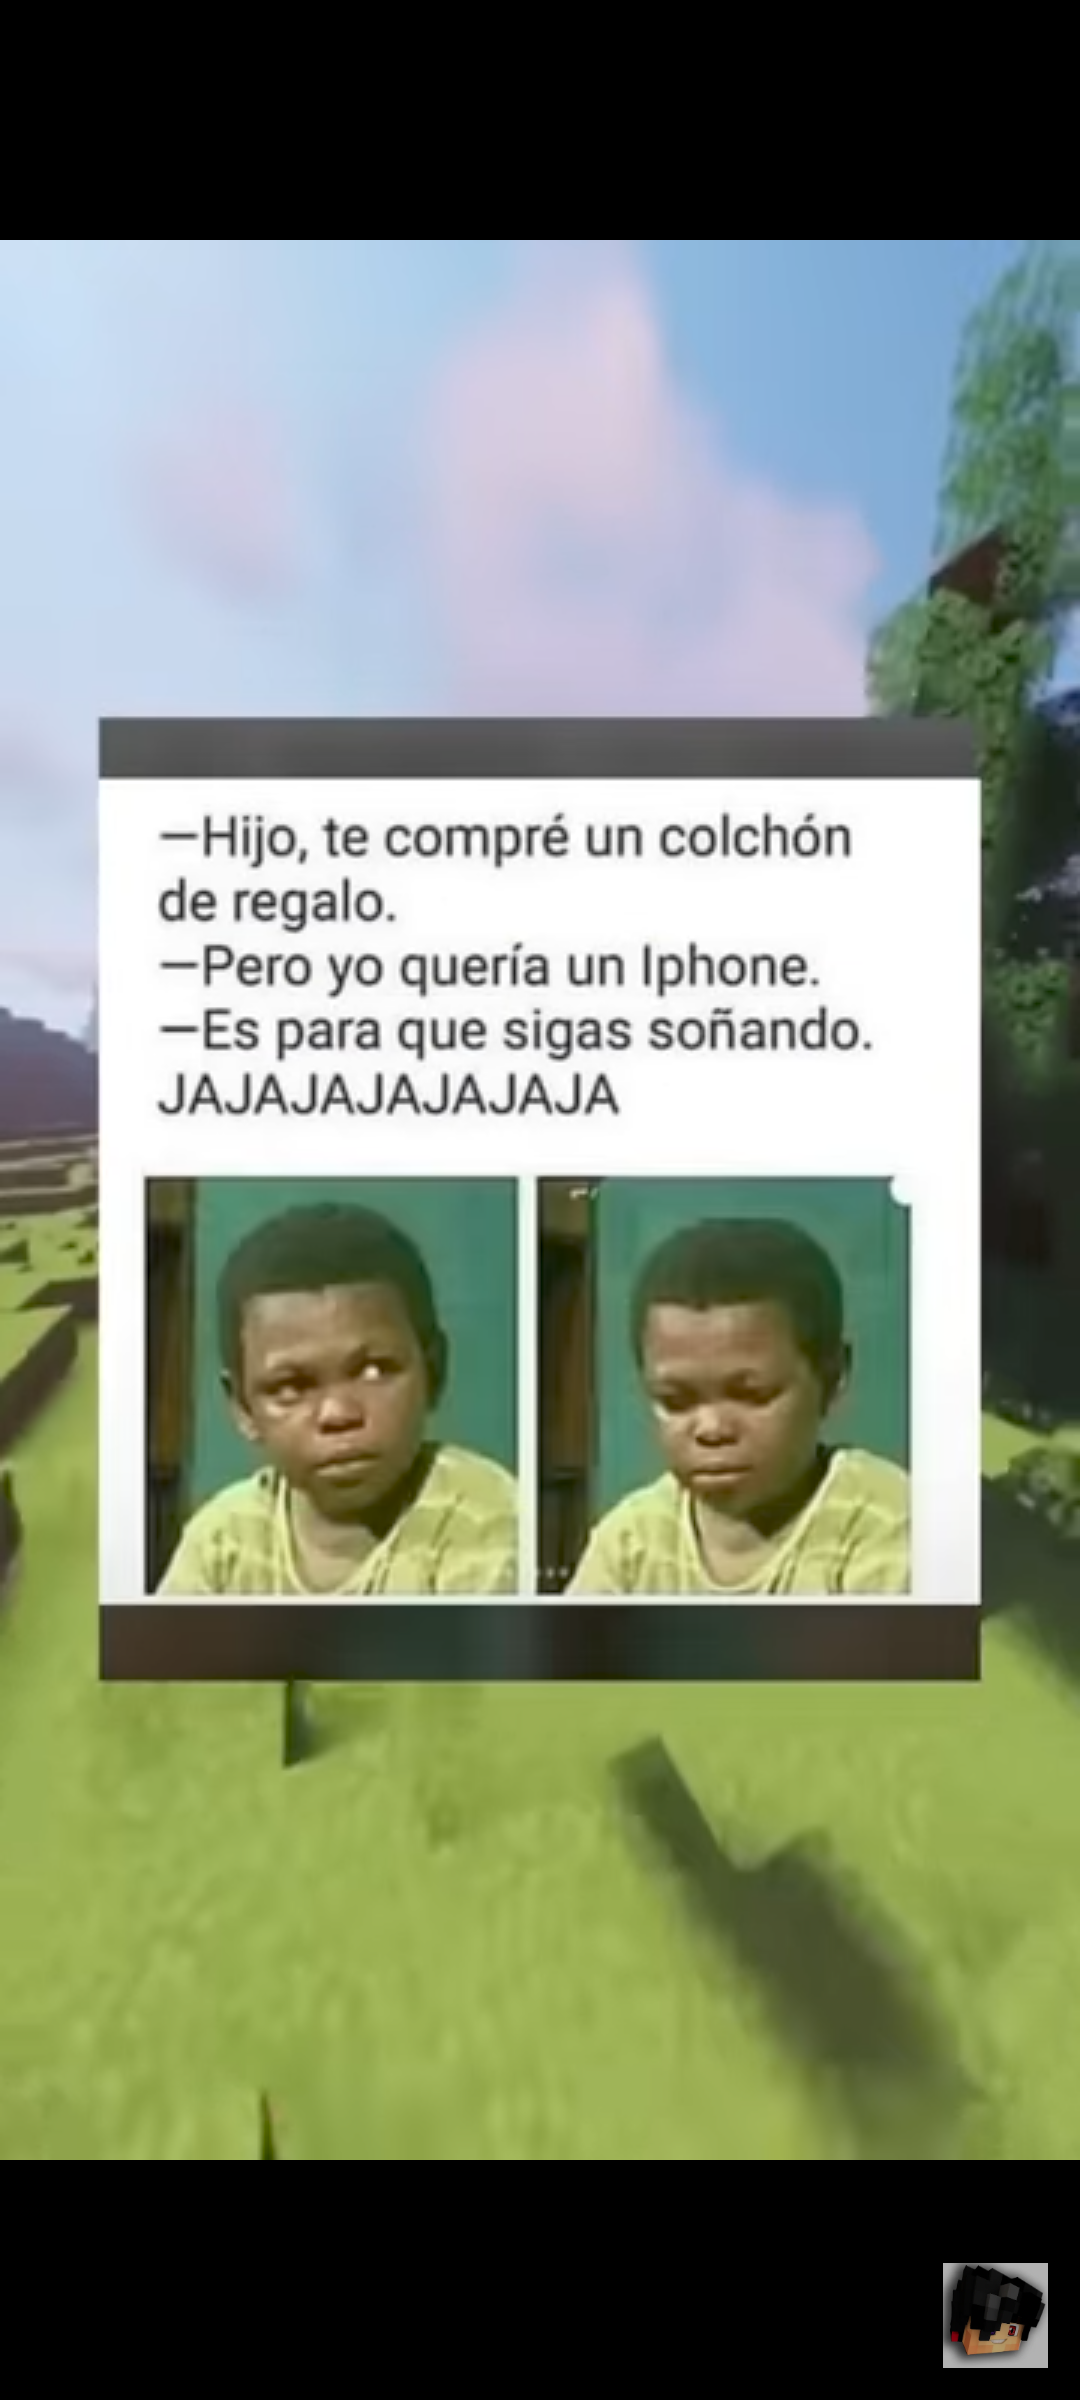 —Hijo, te compré un colchón
de regalo.
—Pero yo quería un Iphone.
—Es para que sigas soñando.
JAJAJAJAJAJAJA